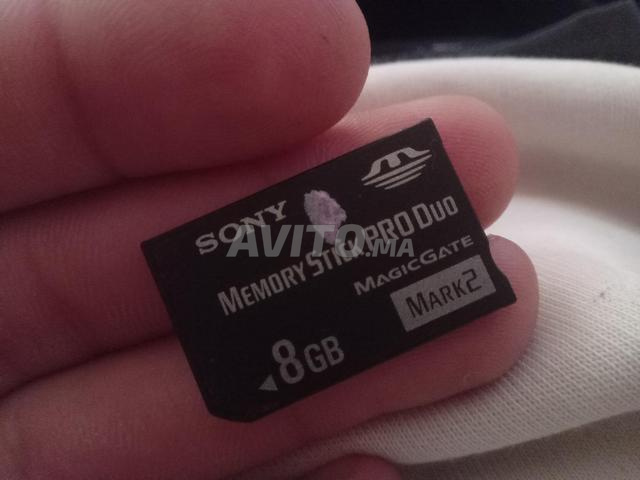 SONY
AVITO.MA
MEMORY STICK PRO DUO
MAGICGATE
MARK2
8GB